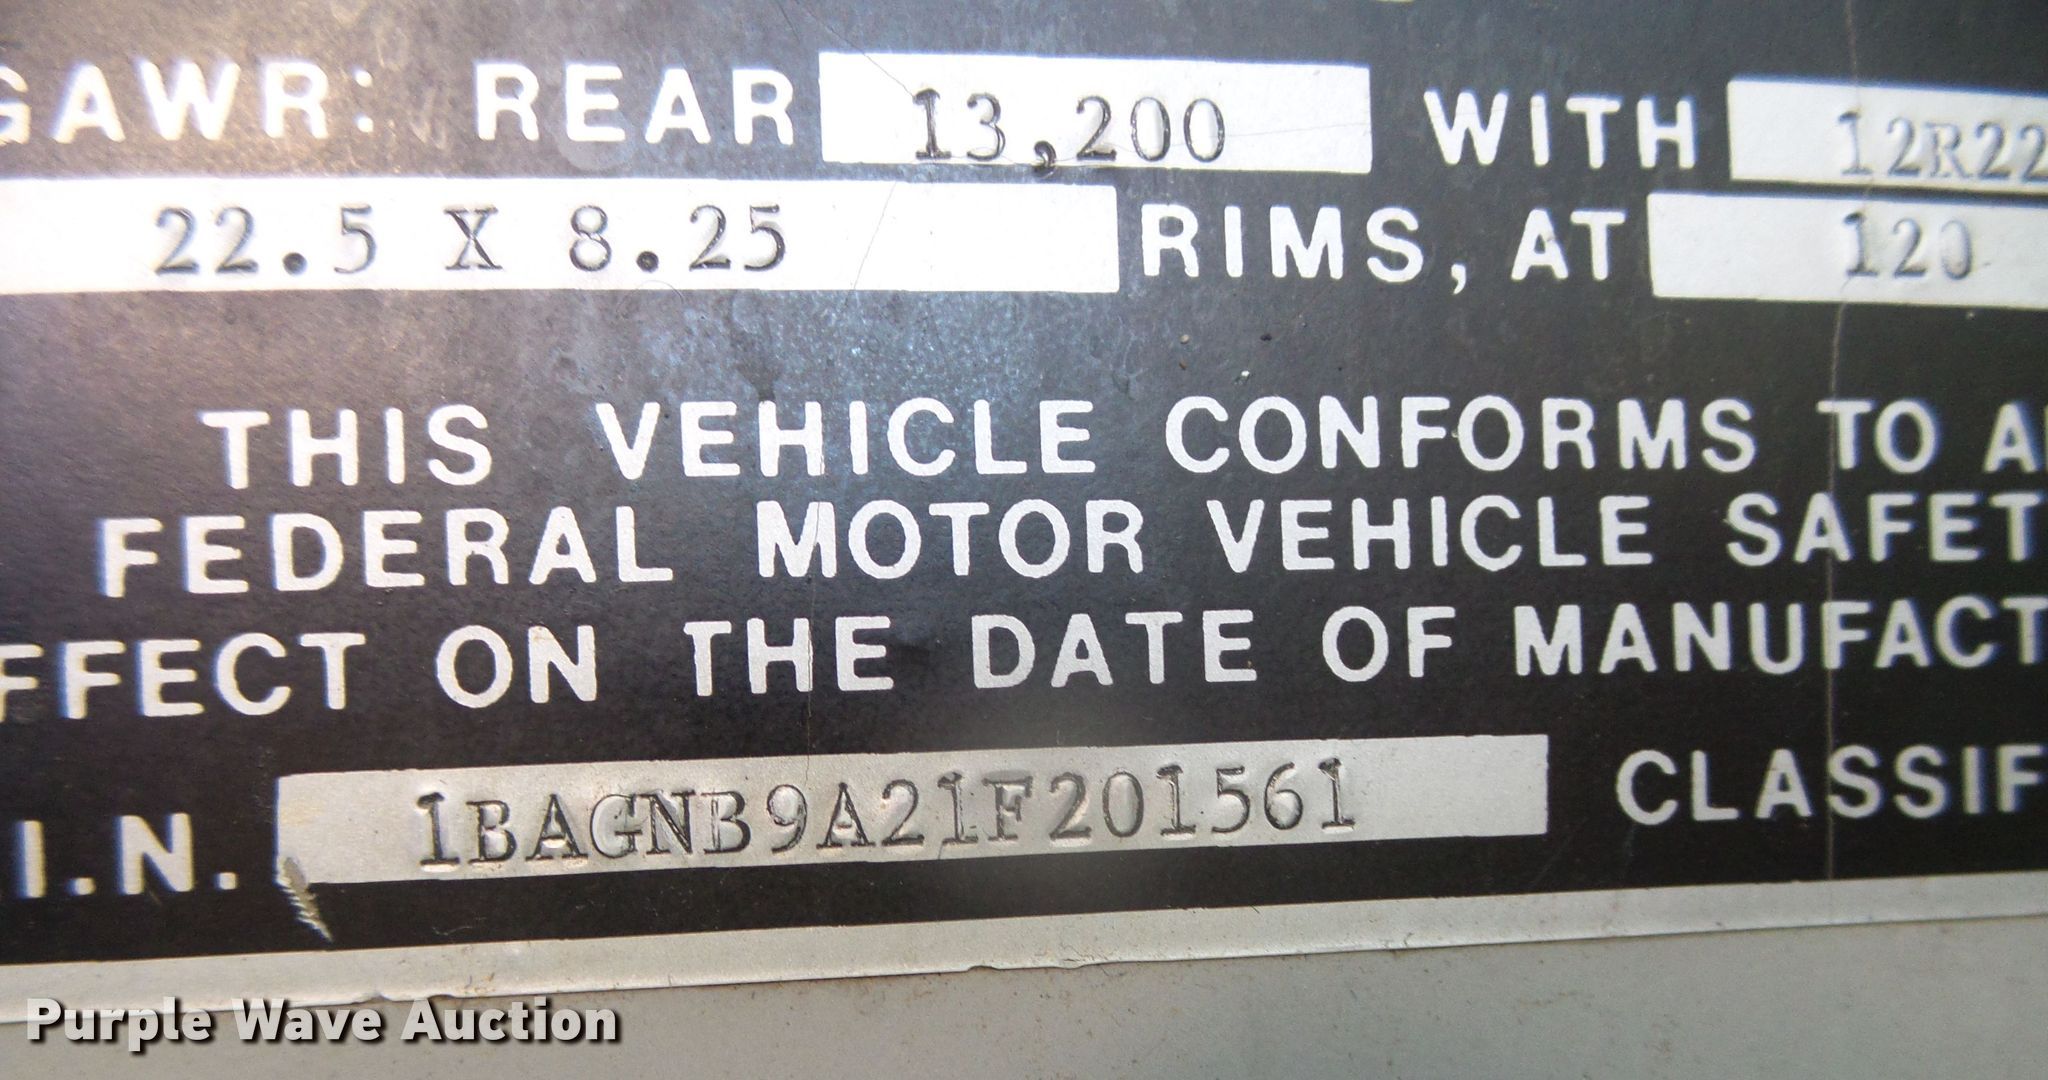 GAWR: REAR 13,200 WITH 12R22
22.5 X 8.25 RIMS, AT 120
THIS VEHICLE CONFORMS TO A
FEDERAL MOTOR VEHICLE SAFET
FFECT ON THE DATE OF MANUFACT
I.N. 1BAGNB9A21F201561 CLASSIF
Purple Wave Auction